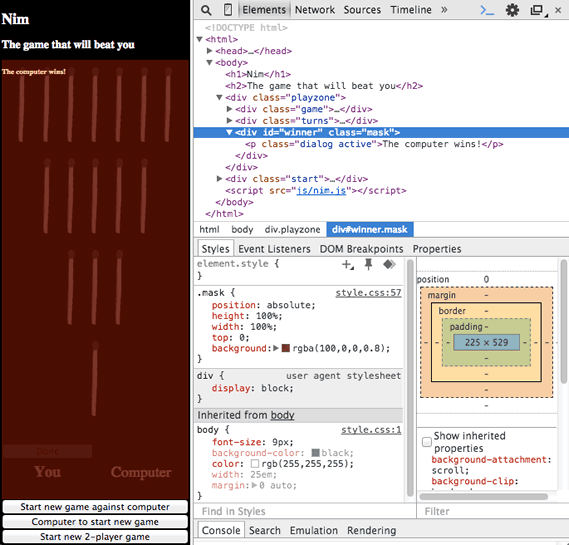 Nim
The game that will beat you
The computer wins!
Done
You Computer
Start new game against computer
Computer to start new game
Start new 2-player game
Elements Network Sources Timeline » ×
<!DOCTYPE html>
▼<html>
▶<head>…</head>
▼<body>
<h1>Nim</h1>
<h2>The game that will beat you</h2>
▼<div class="playzone">
▶<div class="game">…</div>
▶<div class="turns">…</div>
▼<div id="winner" class="mask">
<p class="dialog active">The computer wins!</p>
</div>
</div>
▶<div class="start">…</div>
<script src="js/nim.js"></script>
</body>
</html>
html body div.playzone div#winner.mask
Styles Event Listeners DOM Breakpoints Properties
element.style {
}
.mask { style.css:57
position: absolute;
height: 100%;
width: 100%;
top: 0;
background:▶rgba(100,0,0,0.8);
}
div { user agent stylesheet
display: block;
}
Inherited from body
body { style.css:1
font-size: 9px;
background-color: black;
color: rgb(255,255,255);
width: 25em;
margin:▶0 auto;
}
Find in Styles
position 0
margin -
border -
padding -
- - - 225 × 529 - - -
-
-
-
-
Show inherited
properties
background-attachment:
scroll;
background-clip:
Filter
Console Search Emulation Rendering